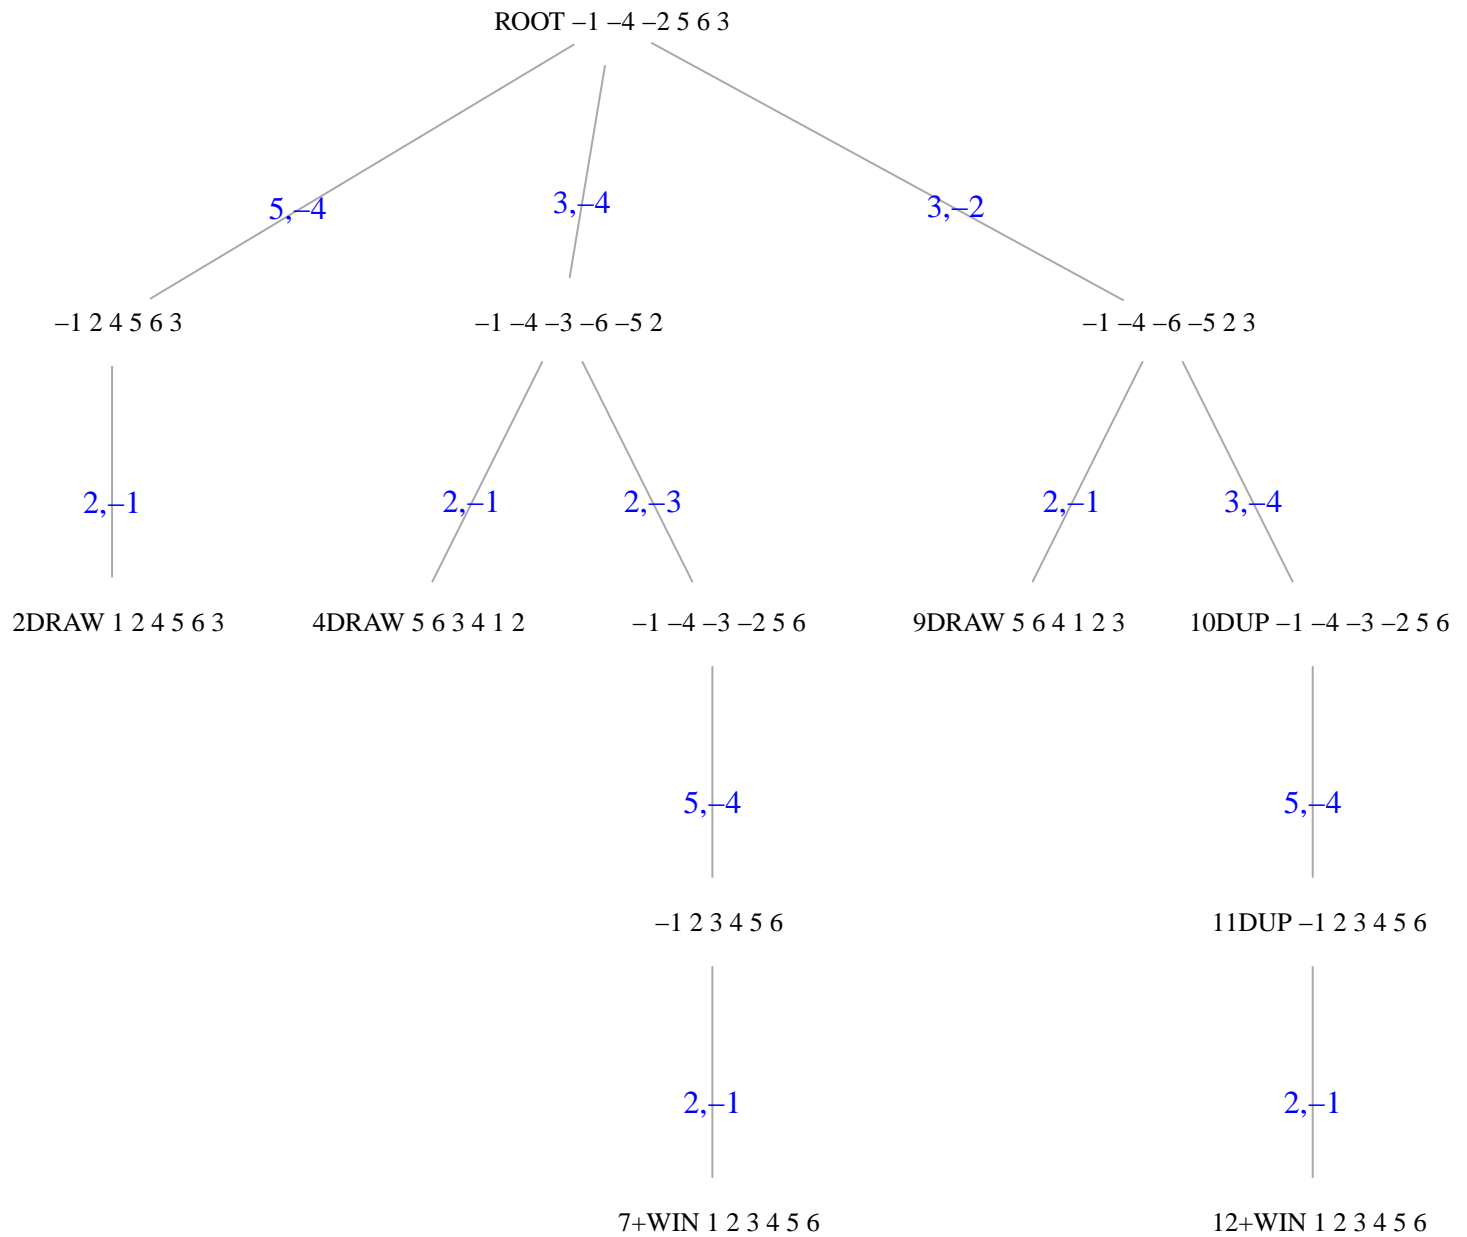 ROOT –1 –4 –2 5 6 3
5,–4
3,–4
3,–2
–1 2 4 5 6 3
–1 –4 –3 –6 –5 2
–1 –4 –6 –5 2 3
2,–1
2,–1
2,–3
2,–1
3,–4
2DRAW 1 2 4 5 6 3
4DRAW 5 6 3 4 1 2
–1 –4 –3 –2 5 6
9DRAW 5 6 4 1 2 3
10DUP –1 –4 –3 –2 5 6
5,–4
5,–4
–1 2 3 4 5 6
11DUP –1 2 3 4 5 6
2,–1
2,–1
7+WIN 1 2 3 4 5 6
12+WIN 1 2 3 4 5 6